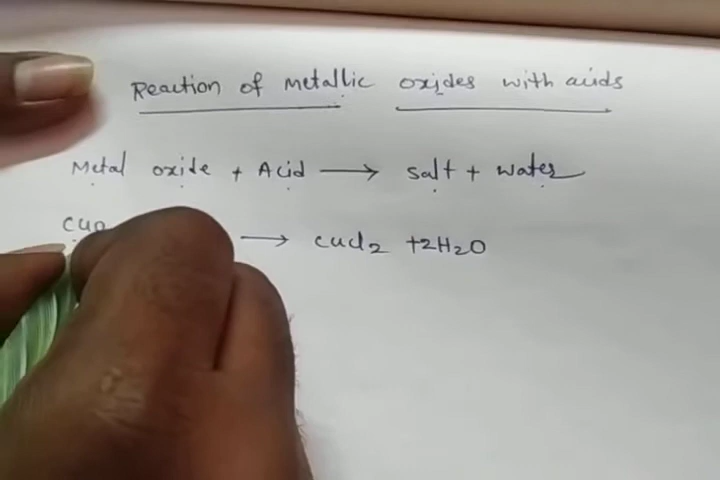 Reaction of Metallic oxides with acids
Metal oxide + Acid ⟶ salt + water
CuO ⟶ CuCl2 +2H2O